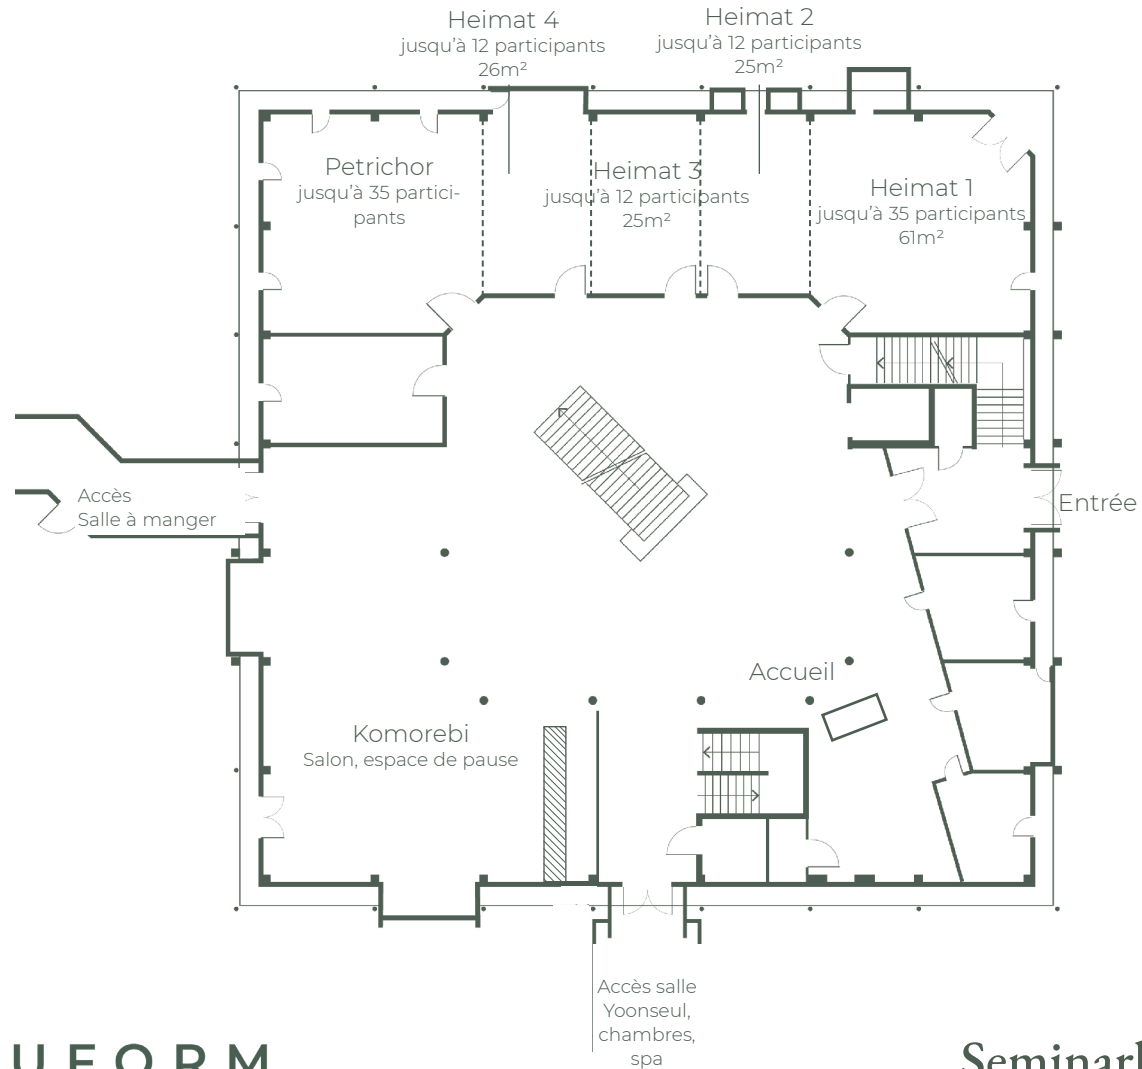 Heimat 4
jusqu'à 12 participants
26m²
Heimat 2
jusqu'à 12 participants
25m²
Petrichor
jusqu'à 35 partici-
pants
Heimat 3
jusqu'à 12 participants
25m²
Heimat 1
jusqu'à 35 participants
61m²
Accès
Salle à manger
Entrée
Accueil
Komorebi
Salon, espace de pause
Accès salle
Yoonseul,
chambres,
spa
UFORM
Seminarl